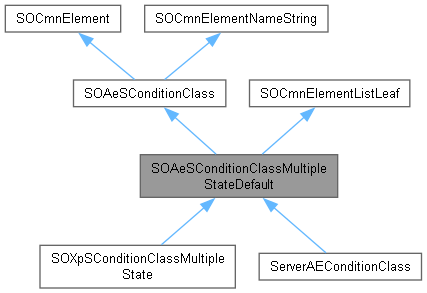 SOCmnElement
SOCmnElementNameString
SOAeSConditionClass
SOCmnElementListLeaf
SOAeSConditionClassMultiple
StateDefault
SOXpSConditionClassMultiple
State
ServerAEConditionClass